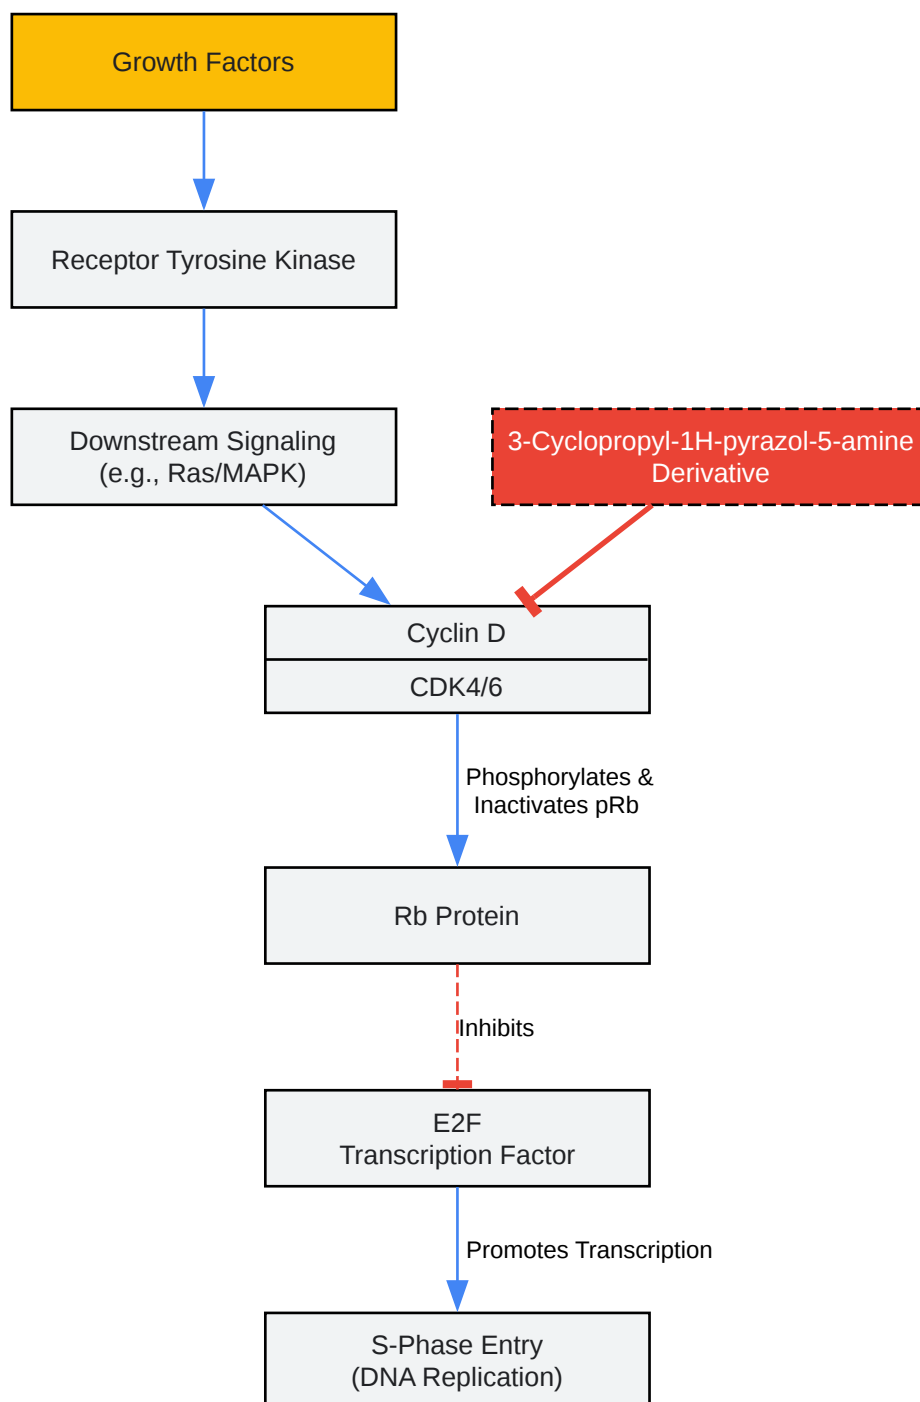 Growth Factors
Receptor Tyrosine Kinase
Downstream Signaling
(e.g., Ras/MAPK)
3-Cyclopropyl-1H-pyrazol-5-amine
Derivative
Cyclin D
CDK4/6
Phosphorylates &
Inactivates pRb
Rb Protein
Inhibits
E2F
Transcription Factor
Promotes Transcription
S-Phase Entry
(DNA Replication)